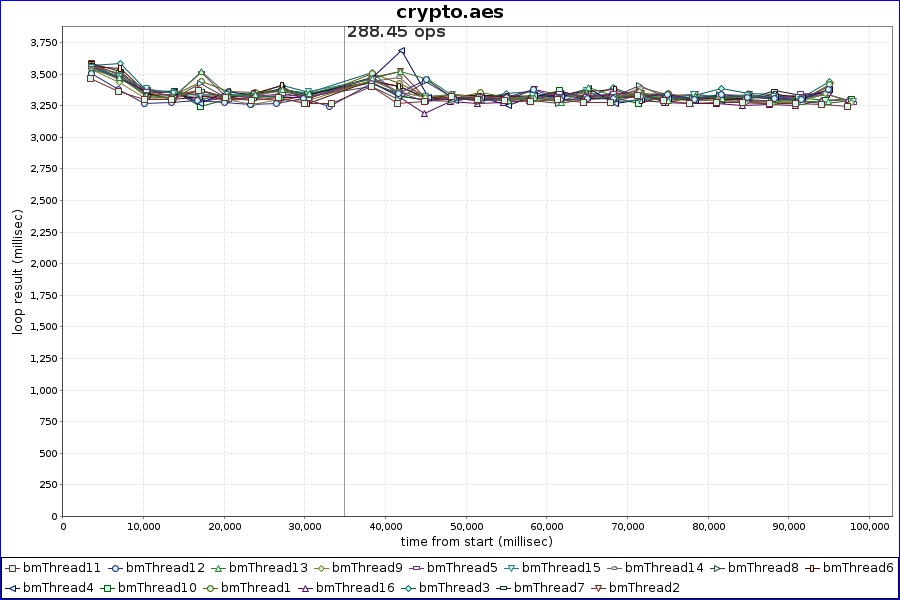 crypto.aes
288.45 ops
3,750
3,500
3,250
3,000
2,750
2,500
2,250
2,000
1,750
1,500
1,250
1,000
750
500
250
0
loop result (millisec)
0 10,000 20,000 30,000 40,000 50,000 60,000 70,000 80,000 90,000 100,000
time from start (millisec)
bmThread11 bmThread12 bmThread13 bmThread9 bmThread5 bmThread15 bmThread14 bmThread8 bmThread6
bmThread4 bmThread10 bmThread1 bmThread16 bmThread3 bmThread7 bmThread2